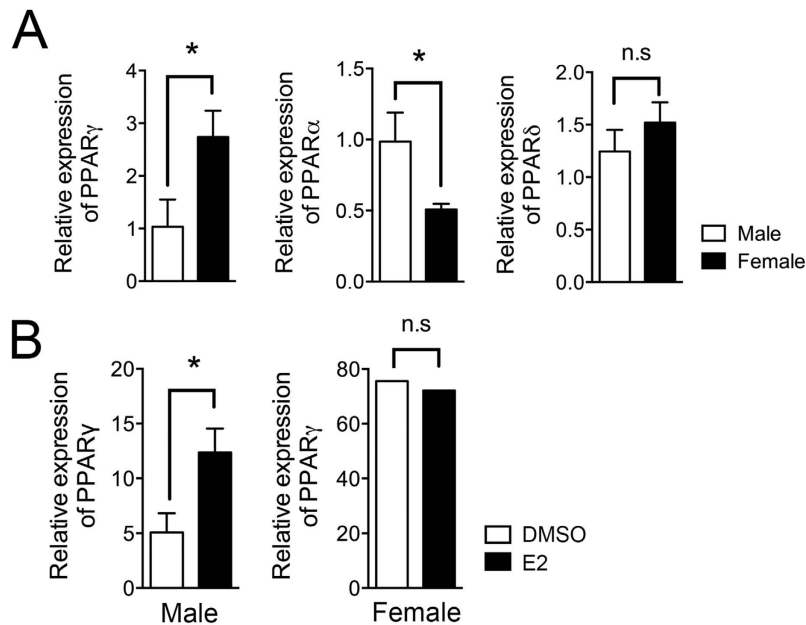 A
Relative expression
of PPARγ
4
3
2
1
0
*
Relative expression
of PPARα
1.5
1.0
0.5
0.0
*
Relative expression
of PPARδ
2.0
1.5
1.0
0.5
0.0
n.s
Male
Female
B
Relative expression
of PPARγ
20
15
10
5
0
*
Male
Relative expression
of PPARγ
80
60
40
20
0
n.s
Female
DMSO
E2